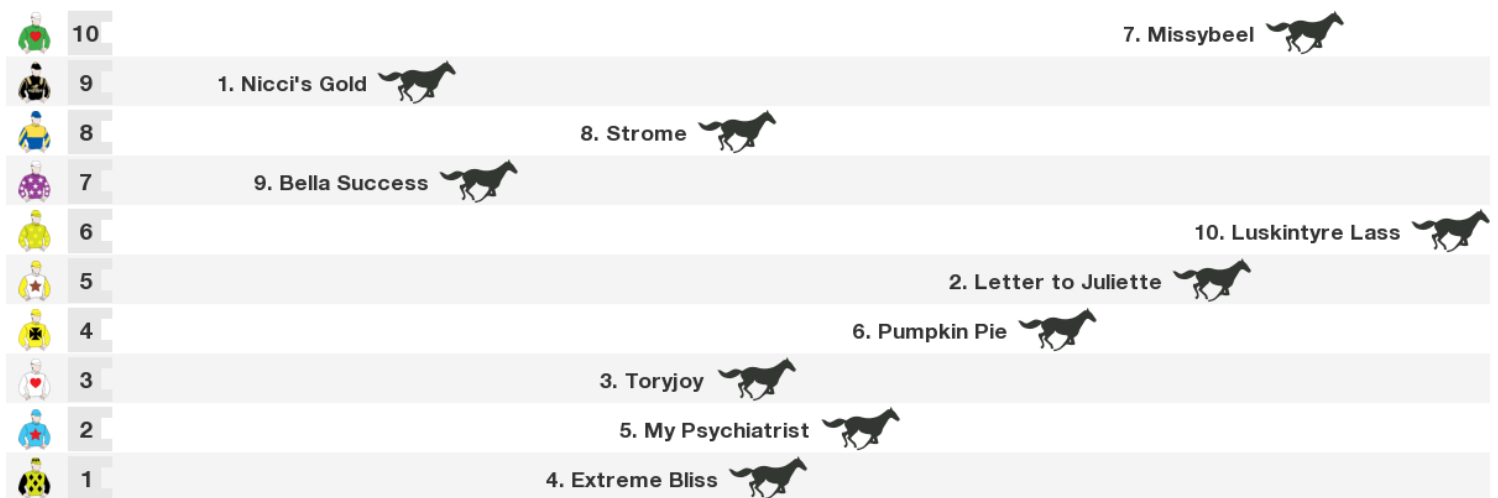 10 7. Missybeel
9 1. Nicci's Gold
8 8. Strome
7 9. Bella Success
6 10. Luskintyre Lass
5 2. Letter to Juliette
4 6. Pumpkin Pie
3 3. Toryjoy
2 5. My Psychiatrist
1 4. Extreme Bliss